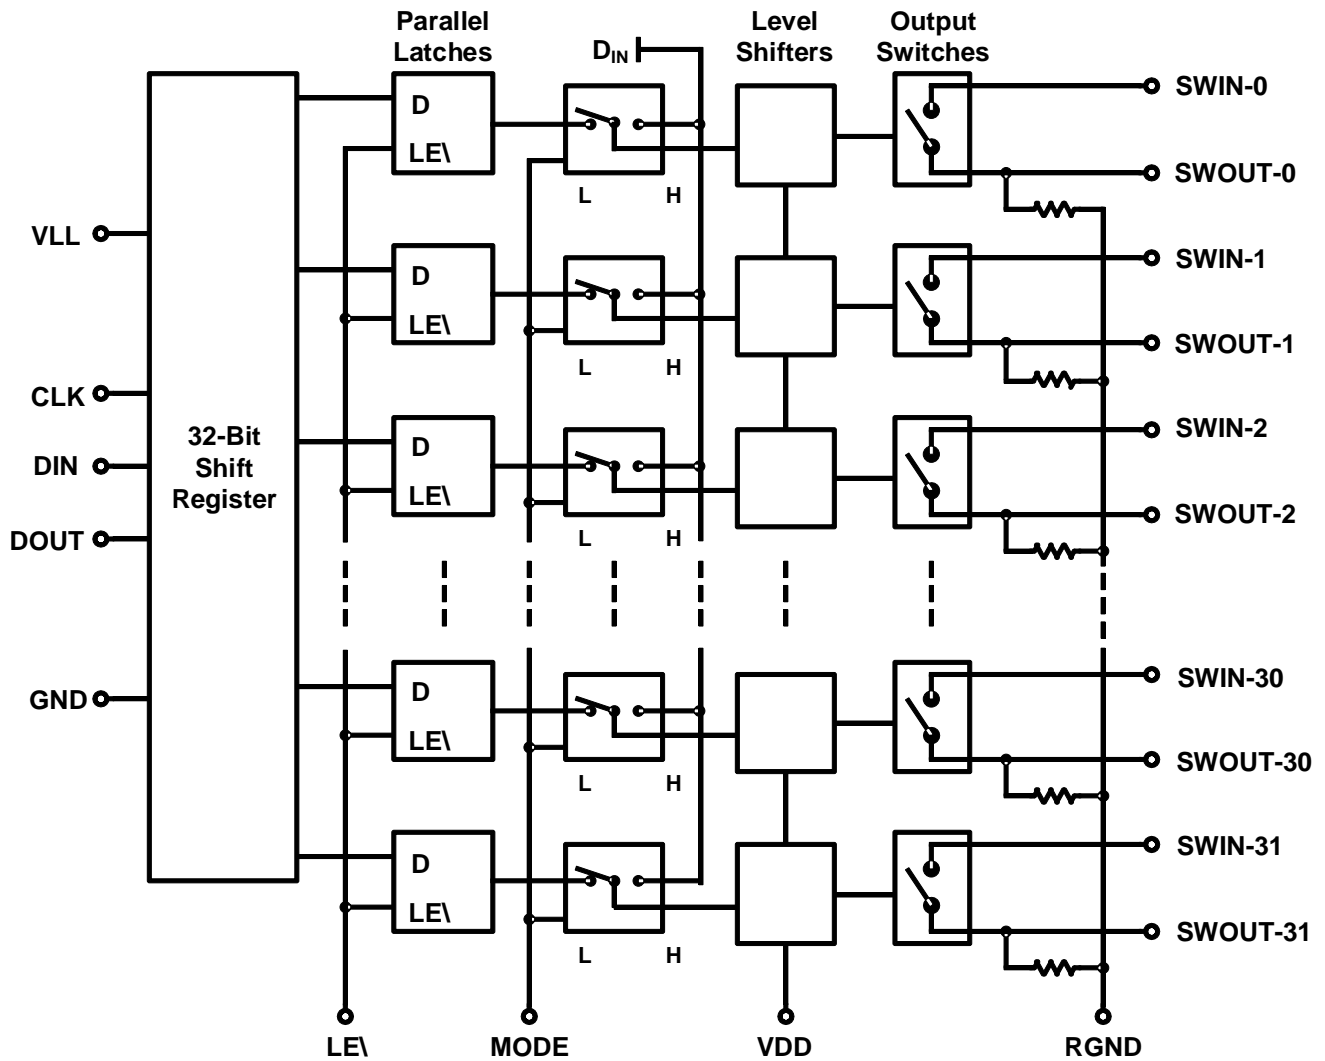 Parallel
Latches
D_IN
Level
Shifters
Output
Switches
D
LE\
L
H
SWIN-0
SWOUT-0
VLL
D
LE\
L
H
SWIN-1
SWOUT-1
CLK
DIN
DOUT
GND
32-Bit
Shift
Register
D
LE\
L
H
SWIN-2
SWOUT-2
D
LE\
L
H
SWIN-30
SWOUT-30
D
LE\
L
H
SWIN-31
SWOUT-31
LE\
MODE
VDD
RGND